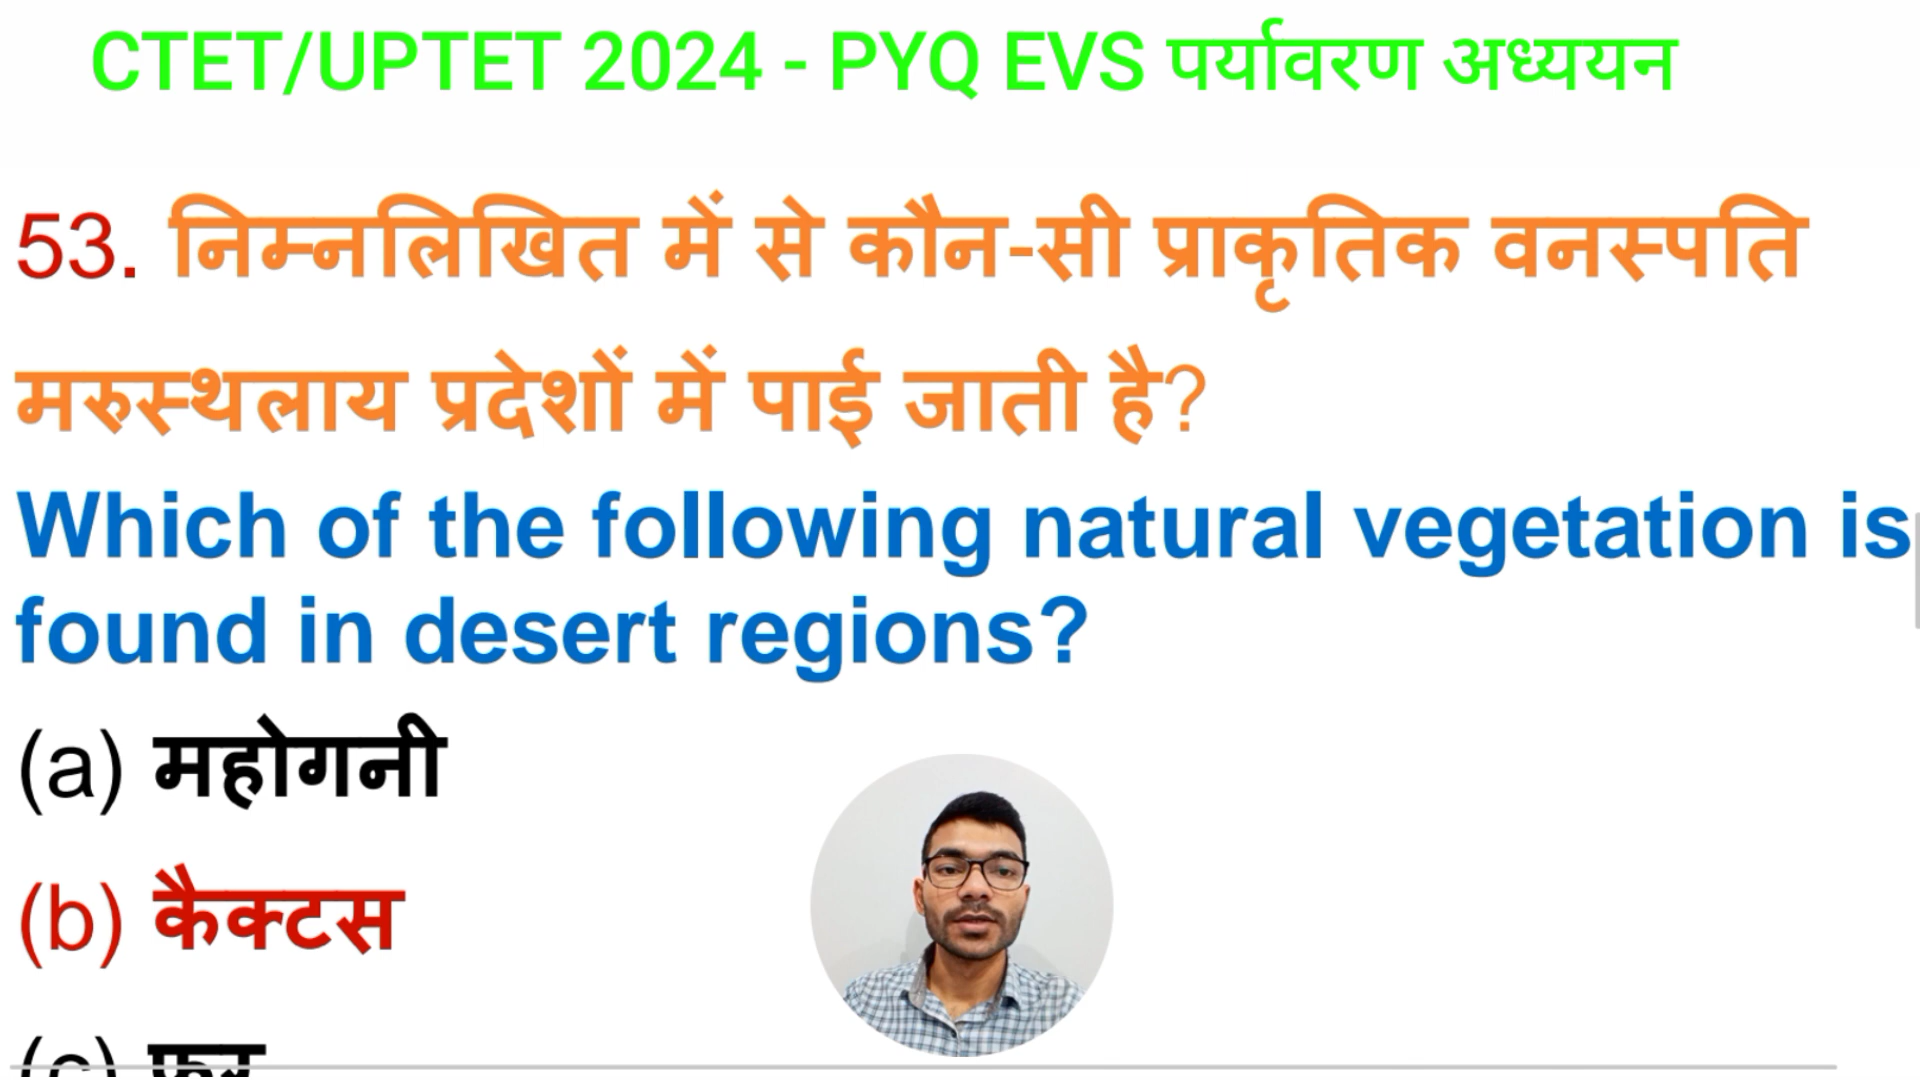 CTET/UPTET 2024 - PYQ EVS पर्यावरण अध्ययन
53. निम्नलिखित में से कौन-सी प्राकृतिक वनस्पति
मरुस्थलाय प्रदेशों में पाई जाती है?
Which of the following natural vegetation is
found in desert regions?
(a) महोगनी
(b) कैक्टस
(c)